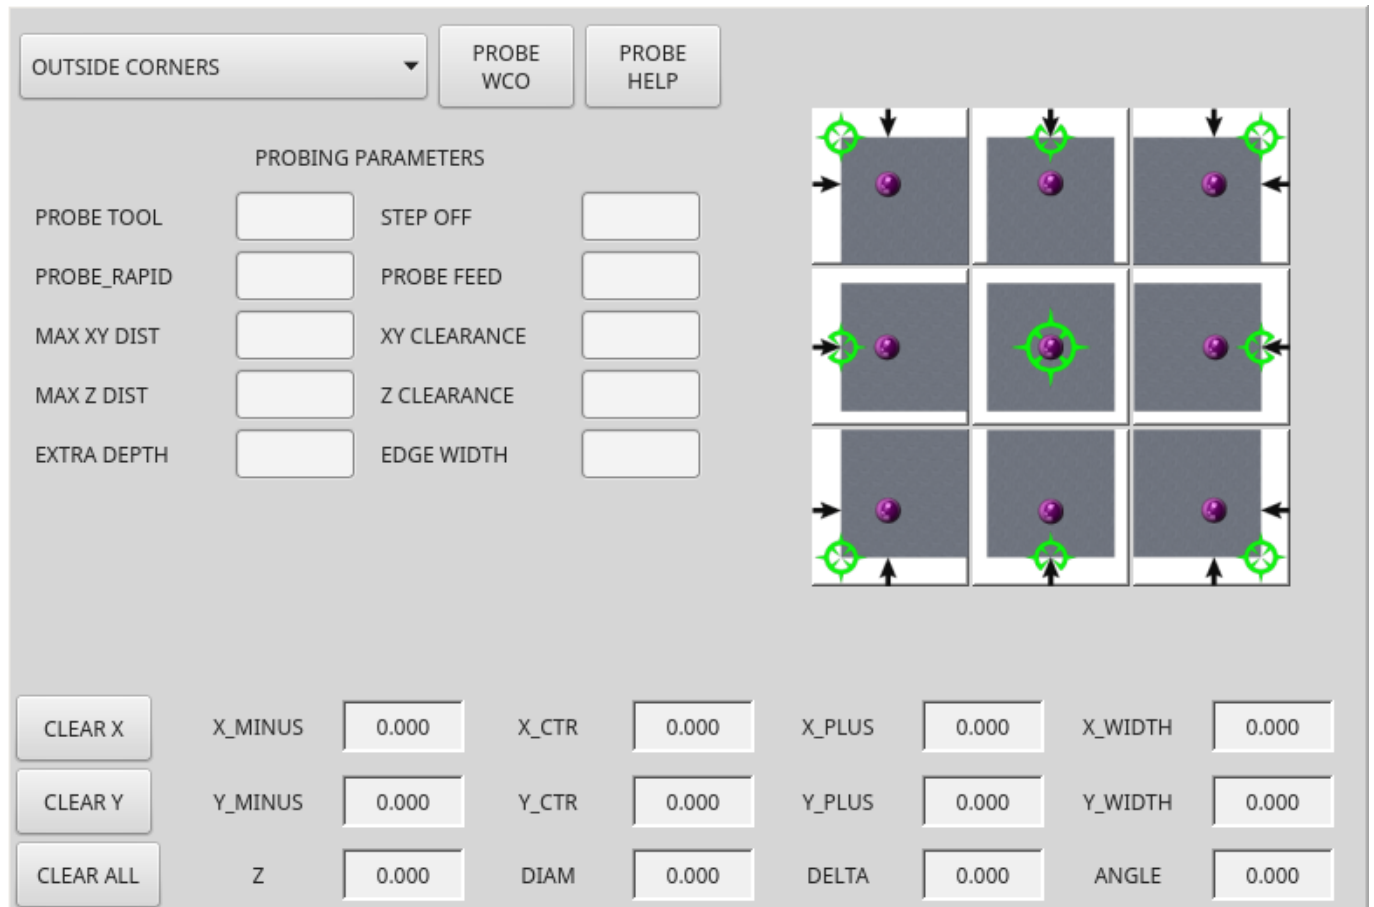 OUTSIDE CORNERS
PROBE
WCO
PROBE
HELP
PROBING PARAMETERS
PROBE TOOL STEP OFF
PROBE_RAPID PROBE FEED
MAX XY DIST XY CLEARANCE
MAX Z DIST Z CLEARANCE
EXTRA DEPTH EDGE WIDTH
CLEAR X X_MINUS 0.000 X_CTR 0.000 X_PLUS 0.000 X_WIDTH 0.000
CLEAR Y Y_MINUS 0.000 Y_CTR 0.000 Y_PLUS 0.000 Y_WIDTH 0.000
CLEAR ALL Z 0.000 DIAM 0.000 DELTA 0.000 ANGLE 0.000